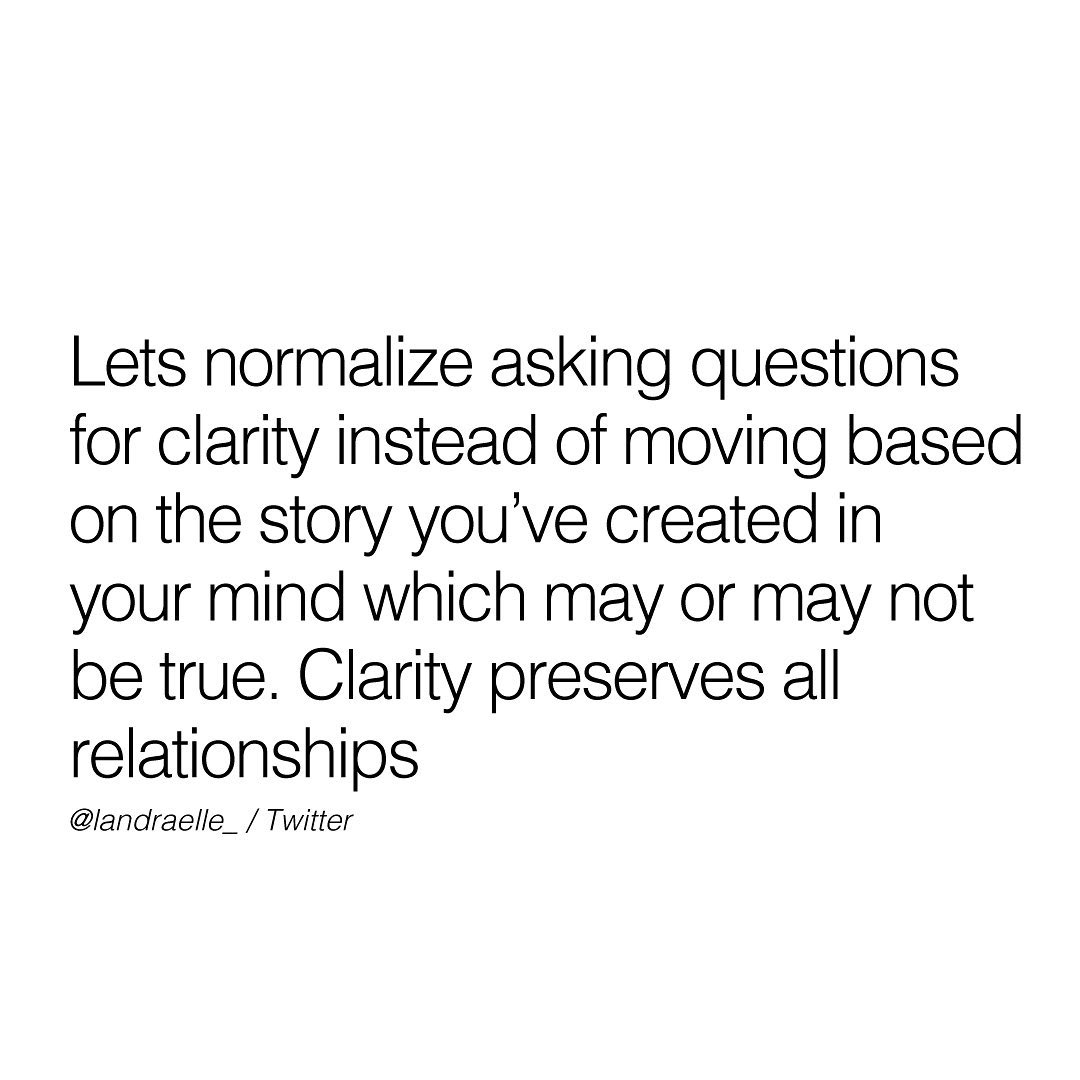 Lets normalize asking questions
for clarity instead of moving based
on the story you’ve created in
your mind which may or may not
be true. Clarity preserves all
relationships
@landraelle_ / Twitter